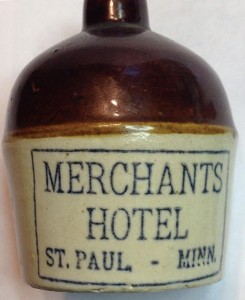 MERCHANTS
HOTEL
ST. PAUL - MINN.